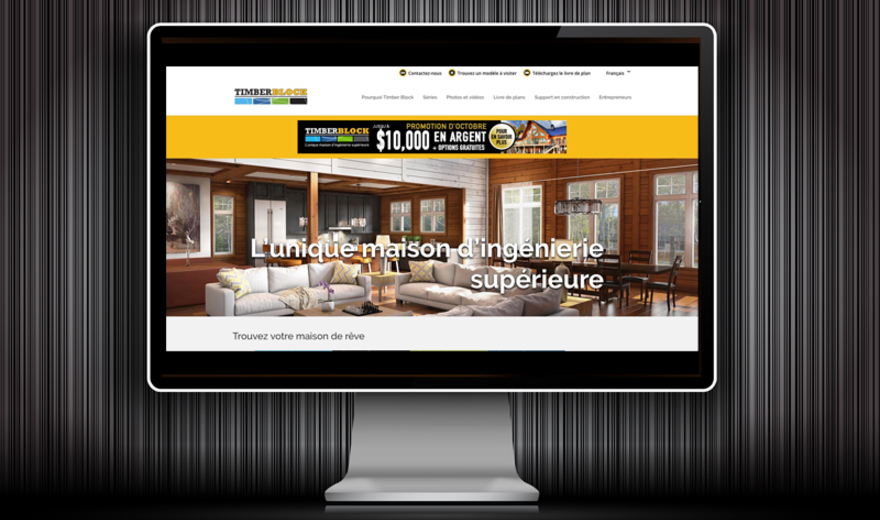 Contactez-nous Trouvez un modèle à visiter Téléchargez le livre de plan Français
TIMBERBLOCK
Pourquoi Timber Block Séries Photos et vidéos Livre de plans Support en construction Entrepreneurs
TIMBERBLOCK
L'unique maison d'ingénierie supérieure
JUSQU'À
$10,000
PROMOTION D'OCTOBRE
EN ARGENT
+ OPTIONS GRATUITES
POUR
EN SAVOIR
PLUS
L'unique maison d'ingénierie
supérieure
Trouvez votre maison de rêve